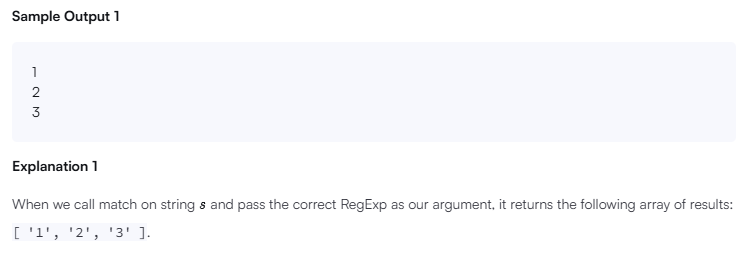 Sample Output 1
1
2
3
Explanation 1
When we call match on string s and pass the correct RegExp as our argument, it returns the following array of results:
[ '1', '2', '3' ].